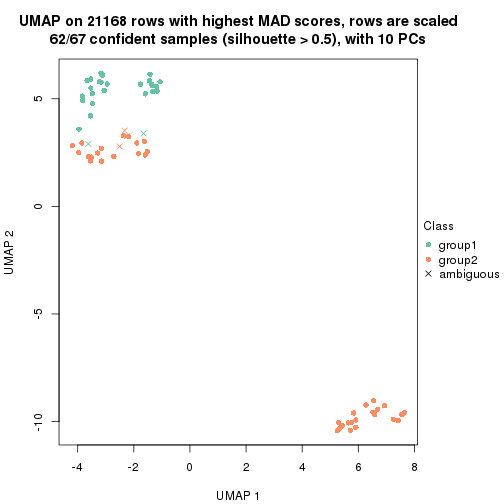 UMAP on 21168 rows with highest MAD scores, rows are scaled
62/67 confident samples (silhouette > 0.5), with 10 PCs
5
0
-5
-10
UMAP 2
-4
-2
0
2
4
6
8
UMAP 1
Class
group1
group2
ambiguous